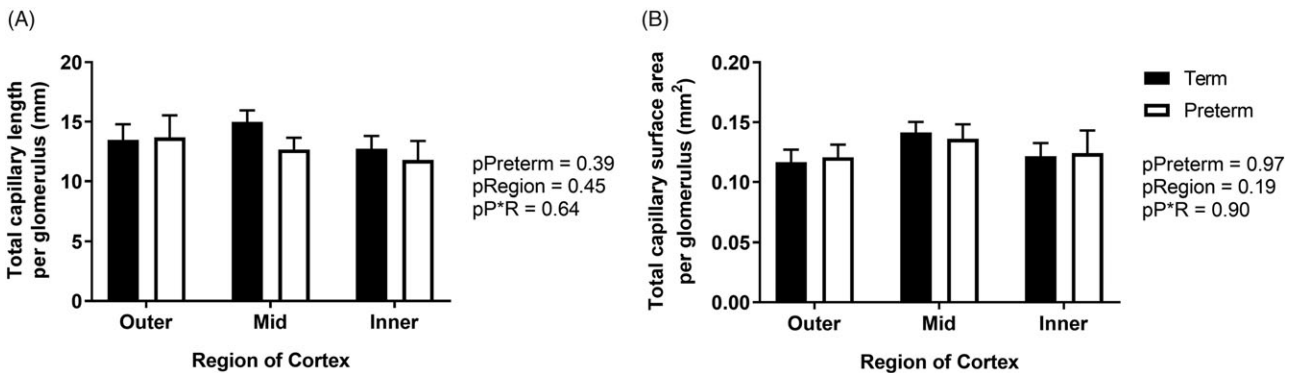 (A)
Total capillary length
per glomerulus (mm)
20
15
10
5
0
Outer
Mid
Inner
Region of Cortex
pPreterm = 0.39
pRegion = 0.45
pP*R = 0.64
(B)
Total capillary surface area
per glomerulus (mm²)
0.20
0.15
0.10
0.05
0.00
Outer
Mid
Inner
Region of Cortex
Term
Preterm
pPreterm = 0.97
pRegion = 0.19
pP*R = 0.90